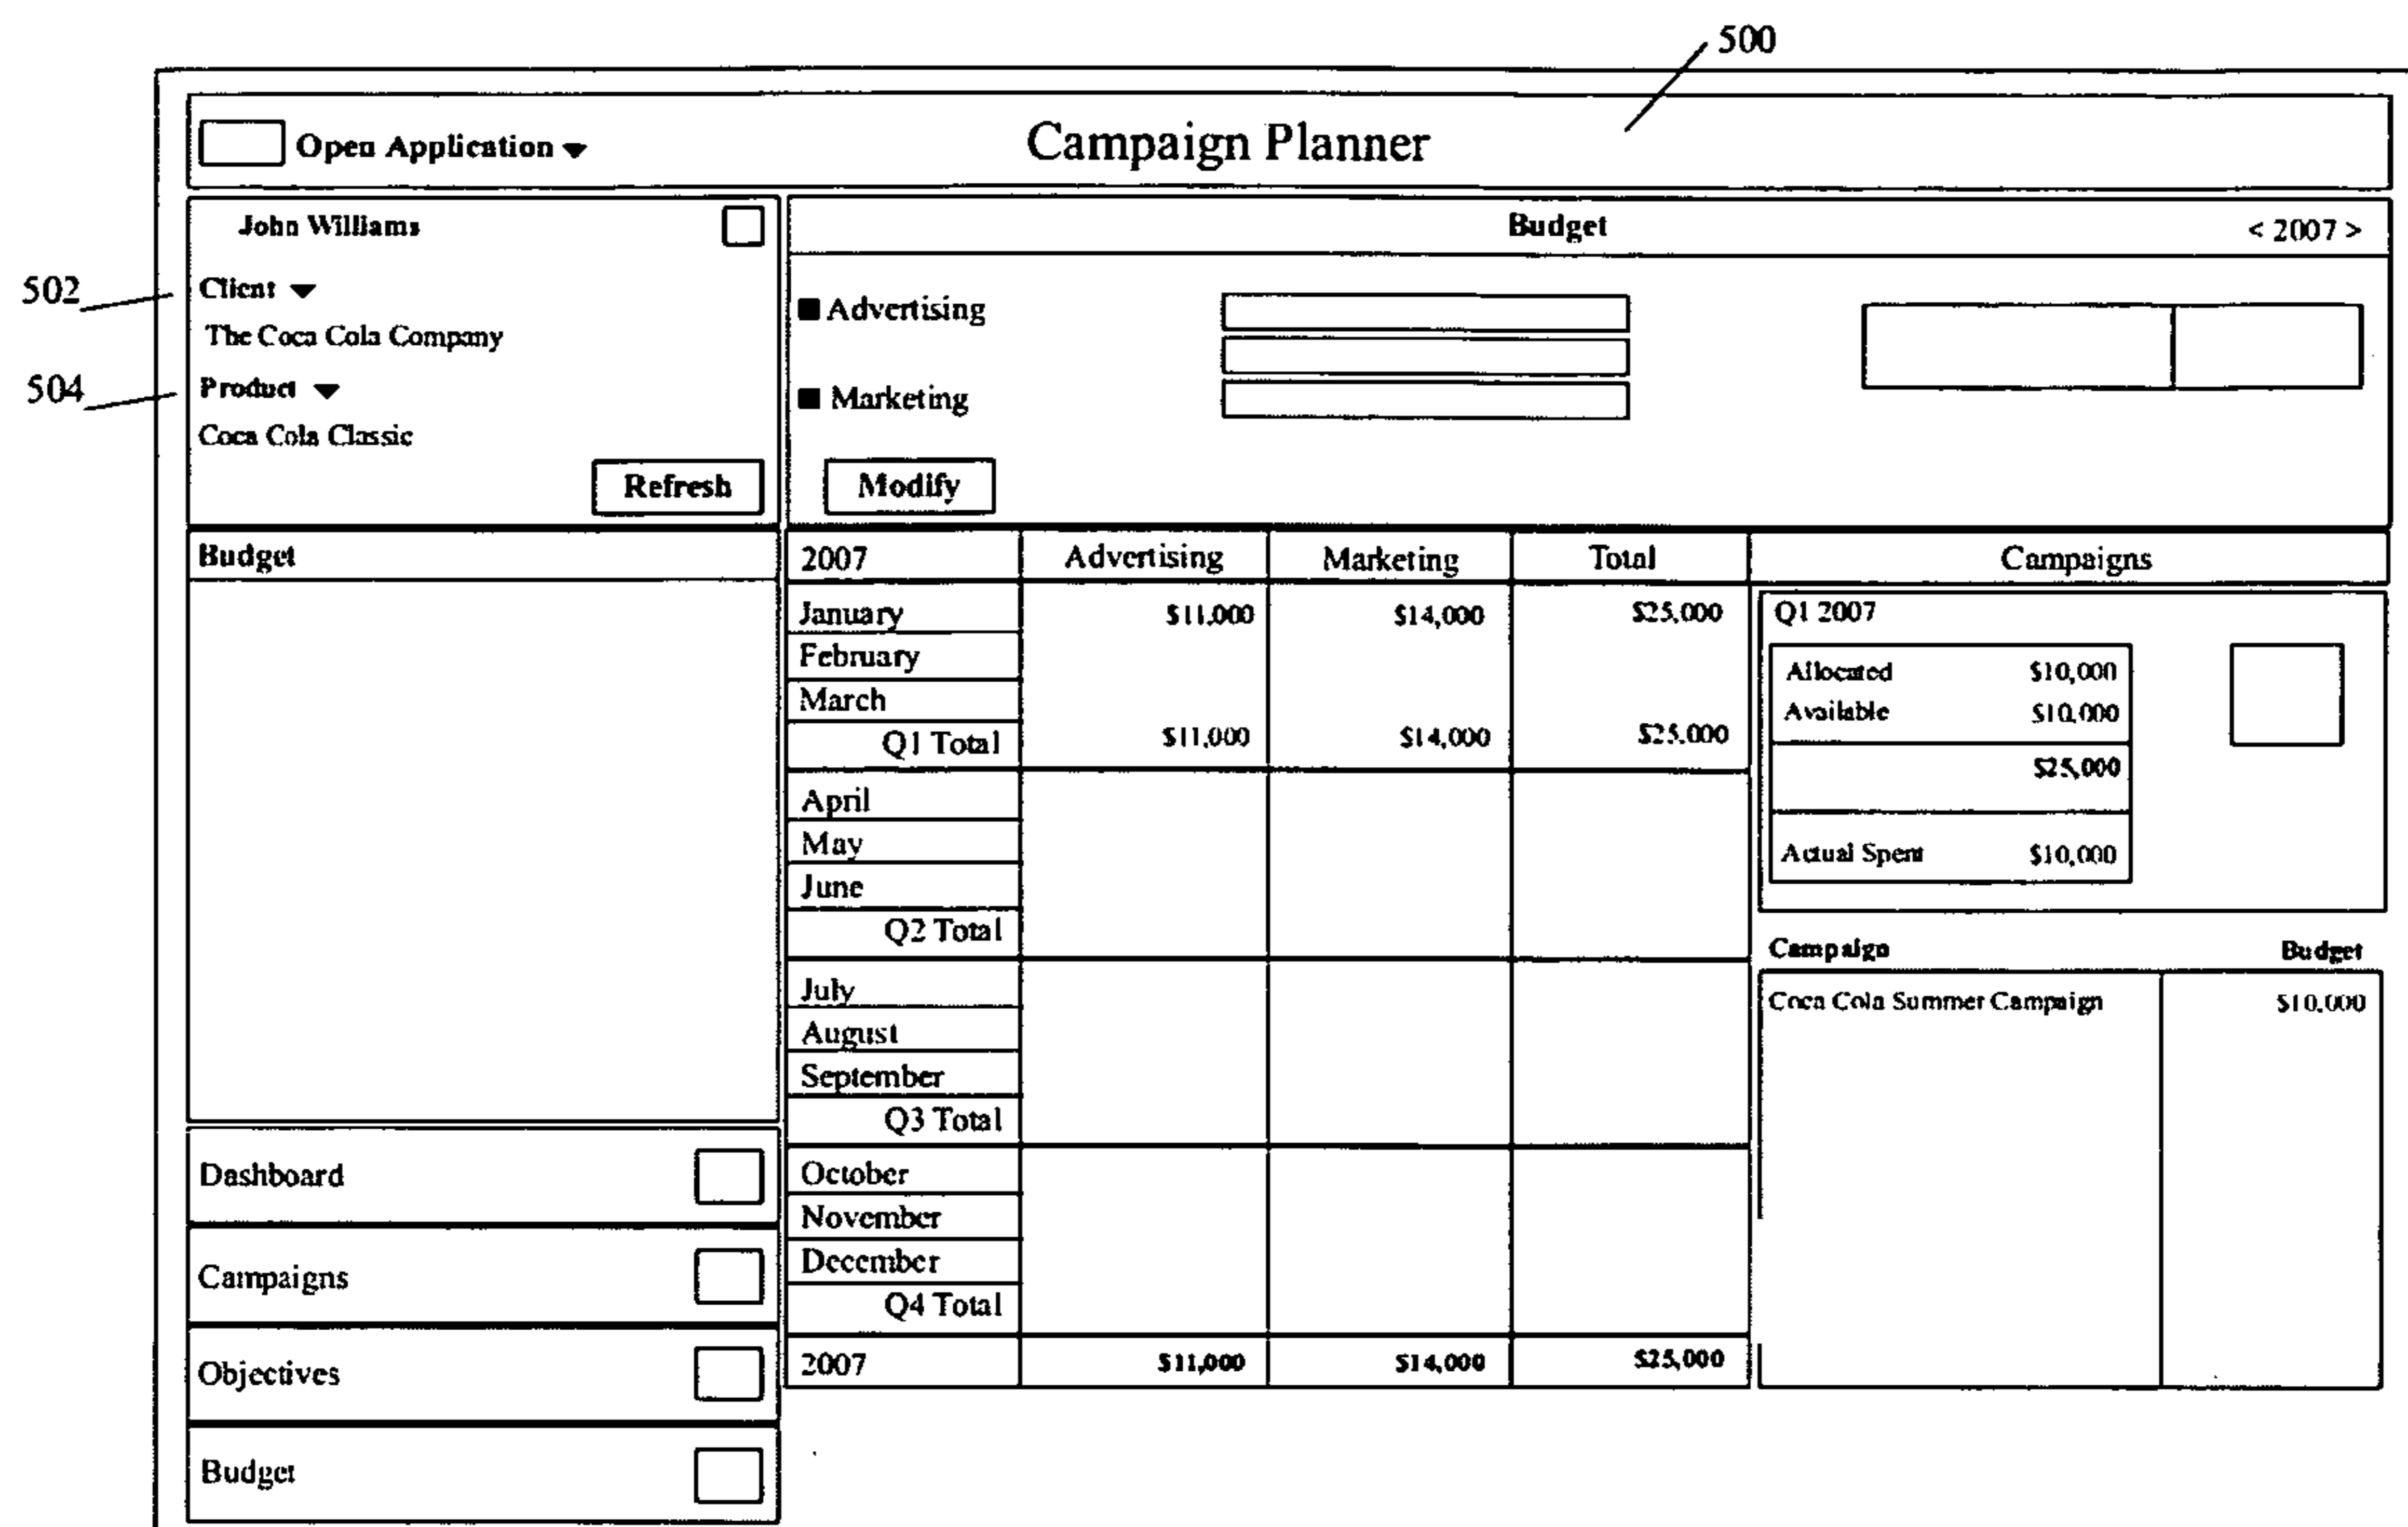 500
Open Application
Campaign Planner
John Williams
502
Client
The Coca Cola Company
504
Product
Coca Cola Classic
Refresh
Budget
< 2007 >
Advertising
Marketing
Modify
Budget
2007 Advertising Marketing Total Campaigns
January $11,000 $14,000 $25,000
February
March
Q1 Total $11,000 $14,000 $25,000
April
May
June
Q2 Total
July
August
September
Q3 Total
October
November
December
Q4 Total
2007 $11,000 $14,000 $25,000
Q1 2007
Allocated $10,000
Available $10,000
$25,000
Actual Spent $10,000
Campaign Budget
Coca Cola Summer Campaign $10,000
Dashboard
Campaigns
Objectives
Budget